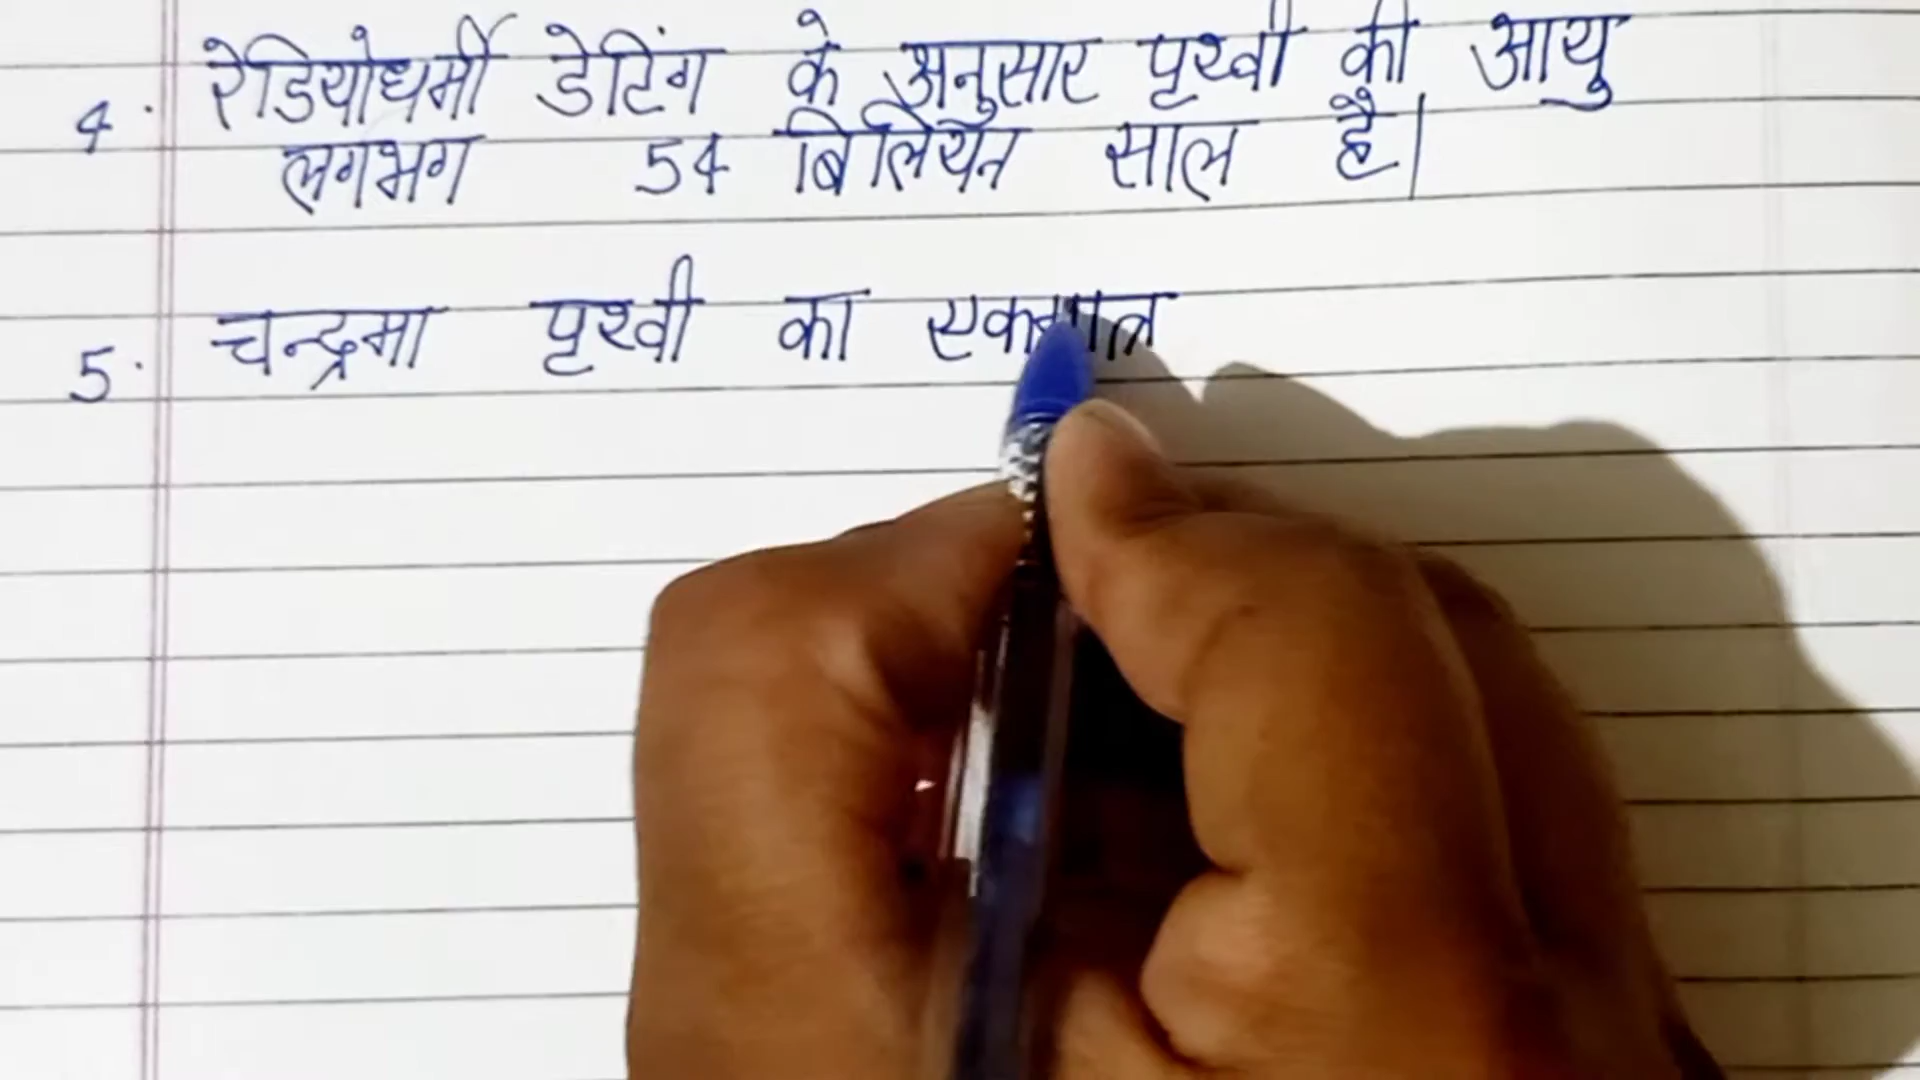 4. रेडियोधर्मी डेटिंग के अनुसार पृथ्वी की आयु
लगभग 54 बिलियन साल है।
5. चन्द्रमा पृथ्वी का एकमात्र